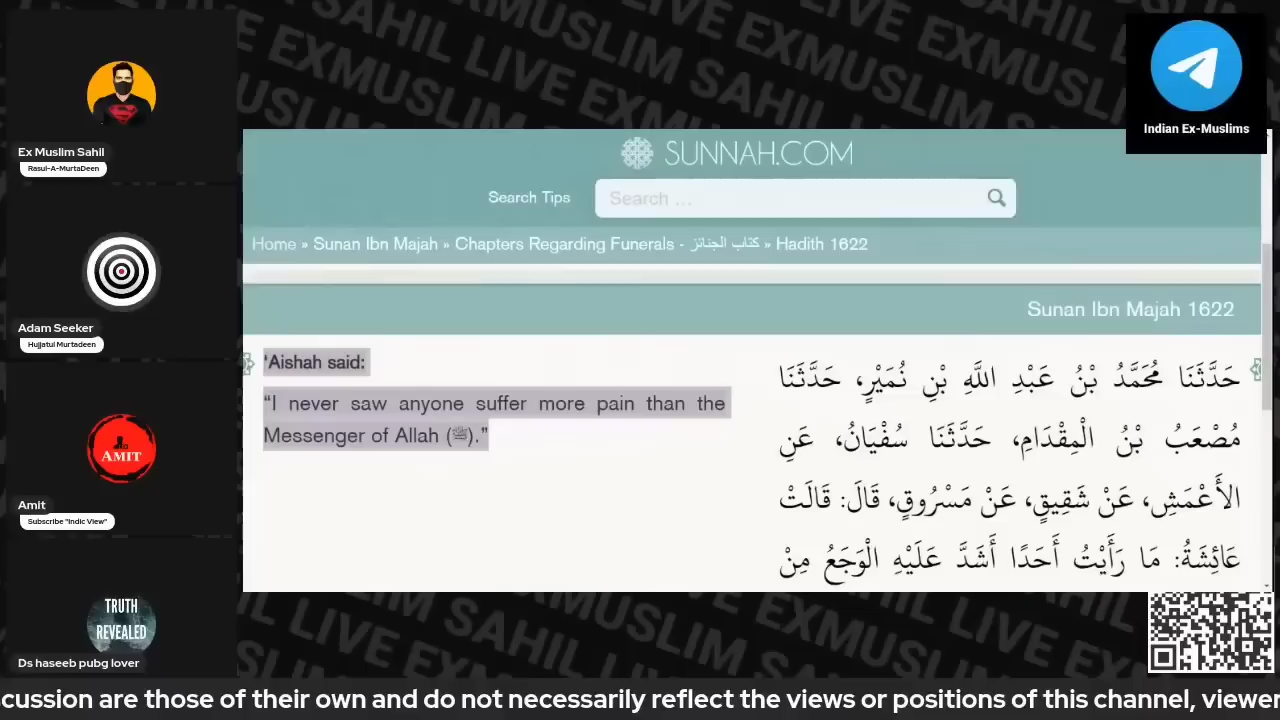 Ex Muslim Sahil
Rasul-A-MurtaDeen
Adam Seeker
Hujjatul Murtadeen
AMIT
Amit
Subscribe "Indic View"
TRUTH
REVEALED
Ds haseeb pubg lover
Indian Ex-Muslims
SUNNAH.COM
Search Tips
Search ...
Home » Sunan Ibn Majah » Chapters Regarding Funerals - كتاب الجنائز » Hadith 1622
Sunan Ibn Majah 1622
'Aishah said:
“I never saw anyone suffer more pain than the
Messenger of Allah (ﷺ).”
حَدَّثَنَا مُحَمَّدُ بْنُ عَبْدِ اللَّهِ بْنِ نُمَيْرٍ، حَدَّثَنَا
مُصْعَبُ بْنُ الْمِقْدَامِ، حَدَّثَنَا سُفْيَانُ، عَنِ
الأَعْمَشِ، عَنْ شَقِيقٍ، عَنْ مَسْرُوقٍ، قَالَ: قَالَتْ
عَائِشَةُ: مَا رَأَيْتُ أَحَدًا أَشَدَّ عَلَيْهِ الْوَجَعُ مِنْ
EXMUSLIM SAHIL LIVE
cussion are those of their own and do not necessarily reflect the views or positions of this channel, viewer